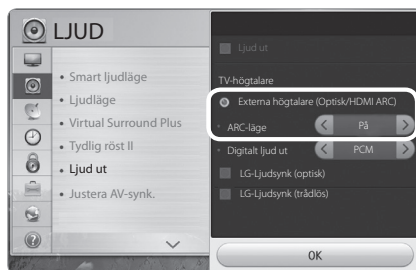 LJUD
• Smart ljudläge
• Ljudläge
• Virtual Surround Plus
• Tydlig röst II
• Ljud ut
• Justera AV-synk.
Ljud ut
TV-högtalare
Externa högtalare (Optisk/HDMI ARC)
• ARC-läge < På >
• Digitalt ljud ut < PCM >
LG-Ljudsynk (optisk)
LG-Ljudsynk (trådlös)
OK